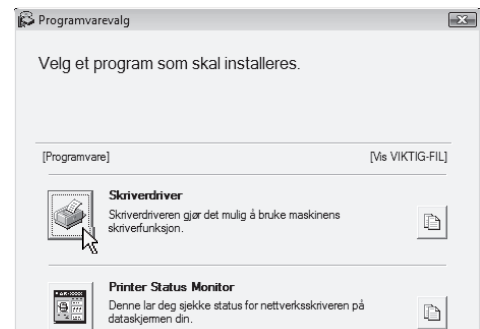 Programvarevalg
Velg et program som skal installeres.
[Programvare] [Vis VIKTIG-FIL]
Skriverdriver
Skriverdriveren gjør det mulig å bruke maskinens
skriverfunksjon.
Printer Status Monitor
Denne lar deg sjekke status for nettverksskriveren på
dataskjermen din.